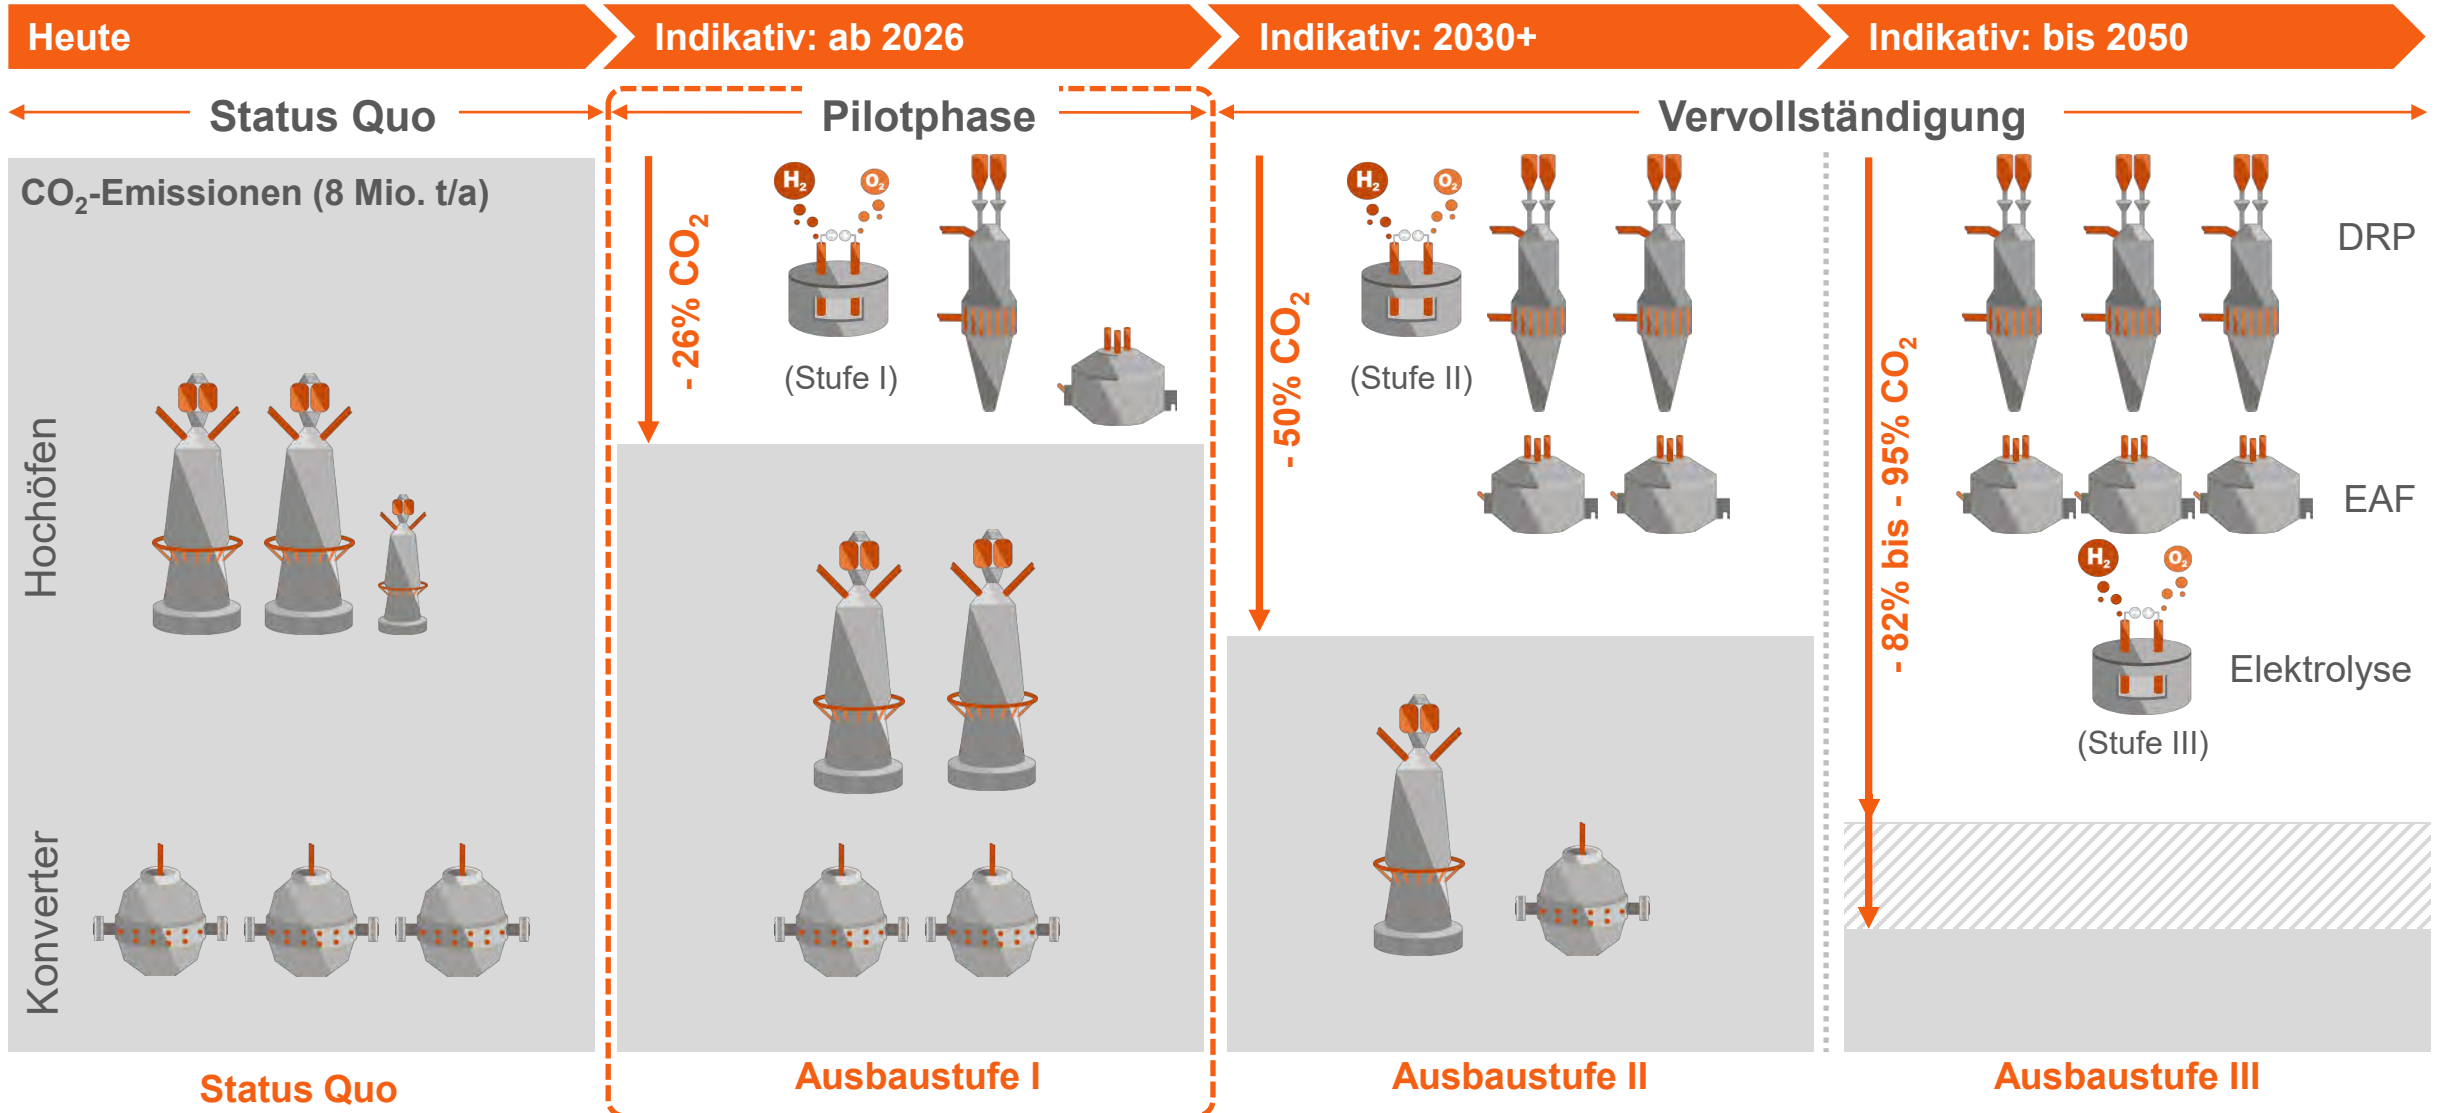 Heute
Indikativ: ab 2026
Indikativ: 2030+
Indikativ: bis 2050
Status Quo
Pilotphase
Vervollständigung
CO₂-Emissionen (8 Mio. t/a)
Hochöfen
Konverter
- 26% CO₂
H₂
O₂
(Stufe I)
- 50% CO₂
H₂
O₂
(Stufe II)
- 82% bis - 95% CO₂
DRP
EAF
H₂
O₂
Elektrolyse
(Stufe III)
Status Quo
Ausbaustufe I
Ausbaustufe II
Ausbaustufe III